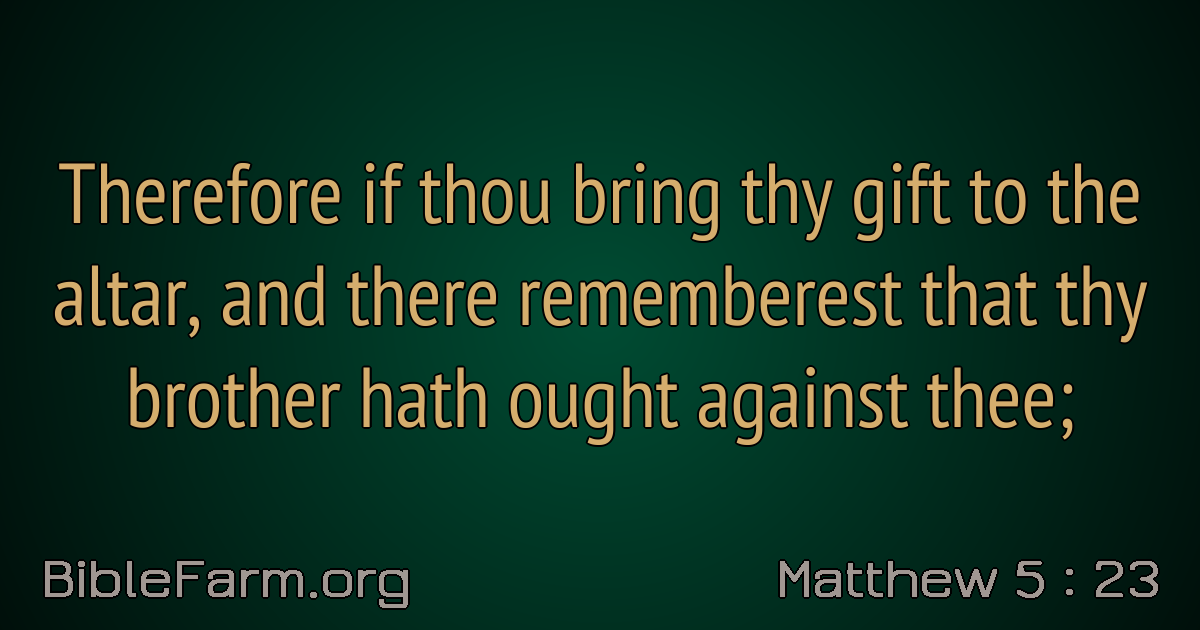 Therefore if thou bring thy gift to the
altar, and there rememberest that thy
brother hath ought against thee;
BibleFarm.org
Matthew 5 : 23